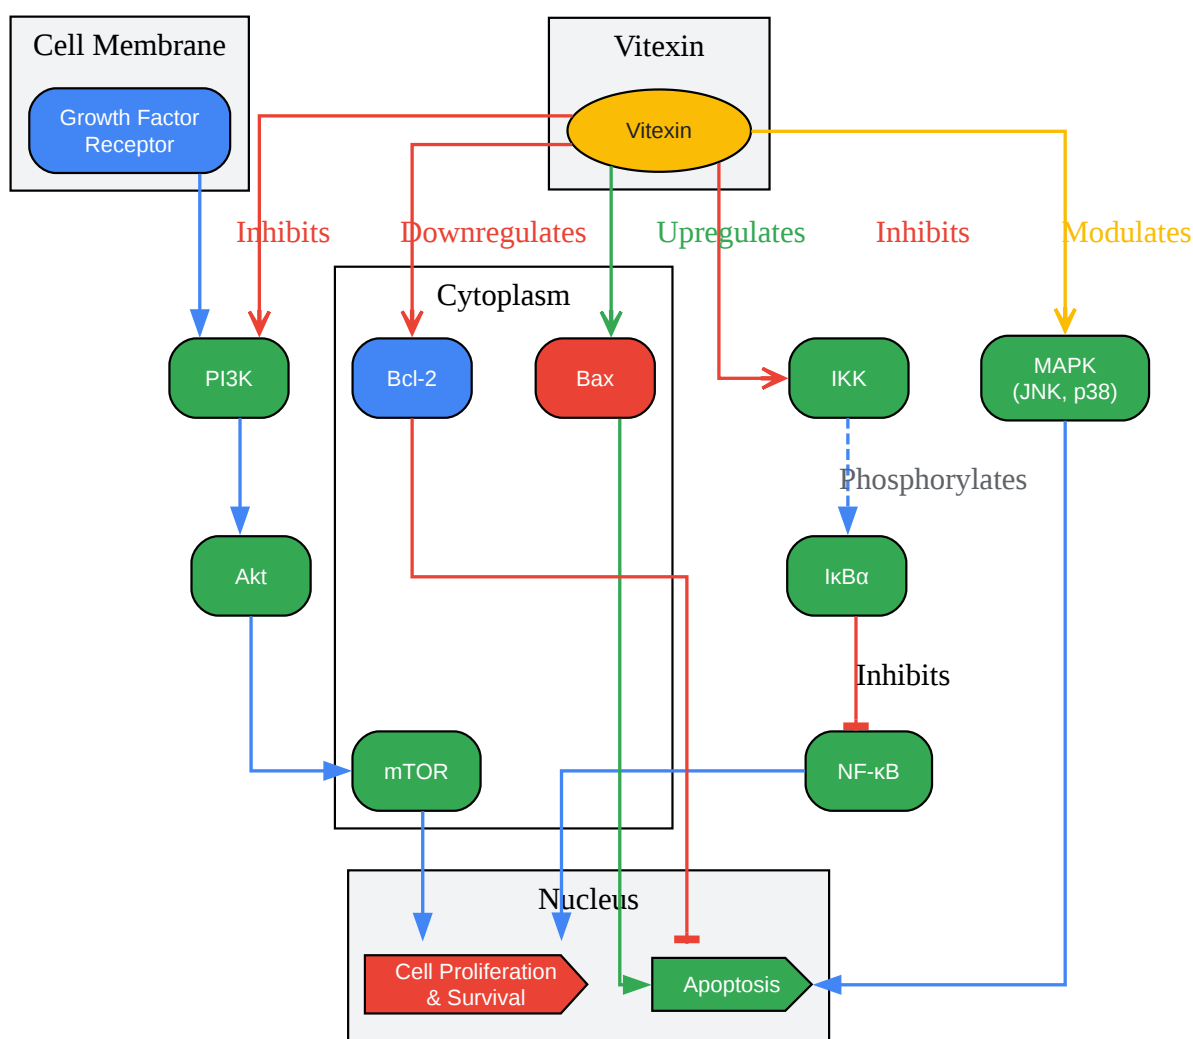 Cell Membrane
Vitexin
Growth Factor
Receptor
Vitexin
Inhibits
Downregulates
Upregulates
Inhibits
Modulates
Cytoplasm
PI3K
Bcl-2
Bax
IKK
MAPK
(JNK, p38)
Phosphorylates
Akt
IκBα
Inhibits
mTOR
NF-κB
Nucleus
Cell Proliferation
& Survival
Apoptosis